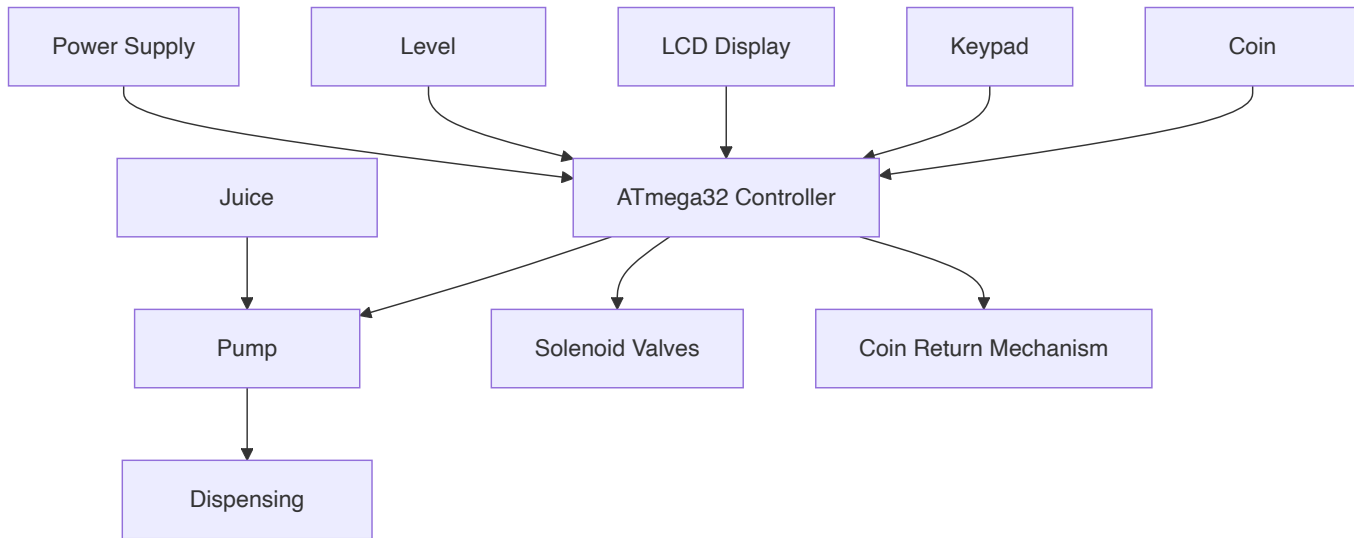 Power Supply
Level
LCD Display
Keypad
Coin
Juice
ATmega32 Controller
Pump
Solenoid Valves
Coin Return Mechanism
Dispensing